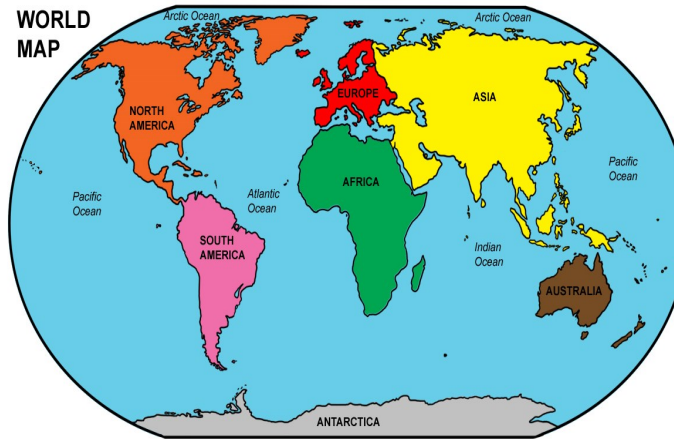 WORLD
MAP
Arctic Ocean
Arctic Ocean
EUROPE
ASIA
NORTH
AMERICA
Pacific
Ocean
AFRICA
Pacific
Ocean
Atlantic
Ocean
SOUTH
AMERICA
Indian
Ocean
AUSTRALIA
ANTARCTICA